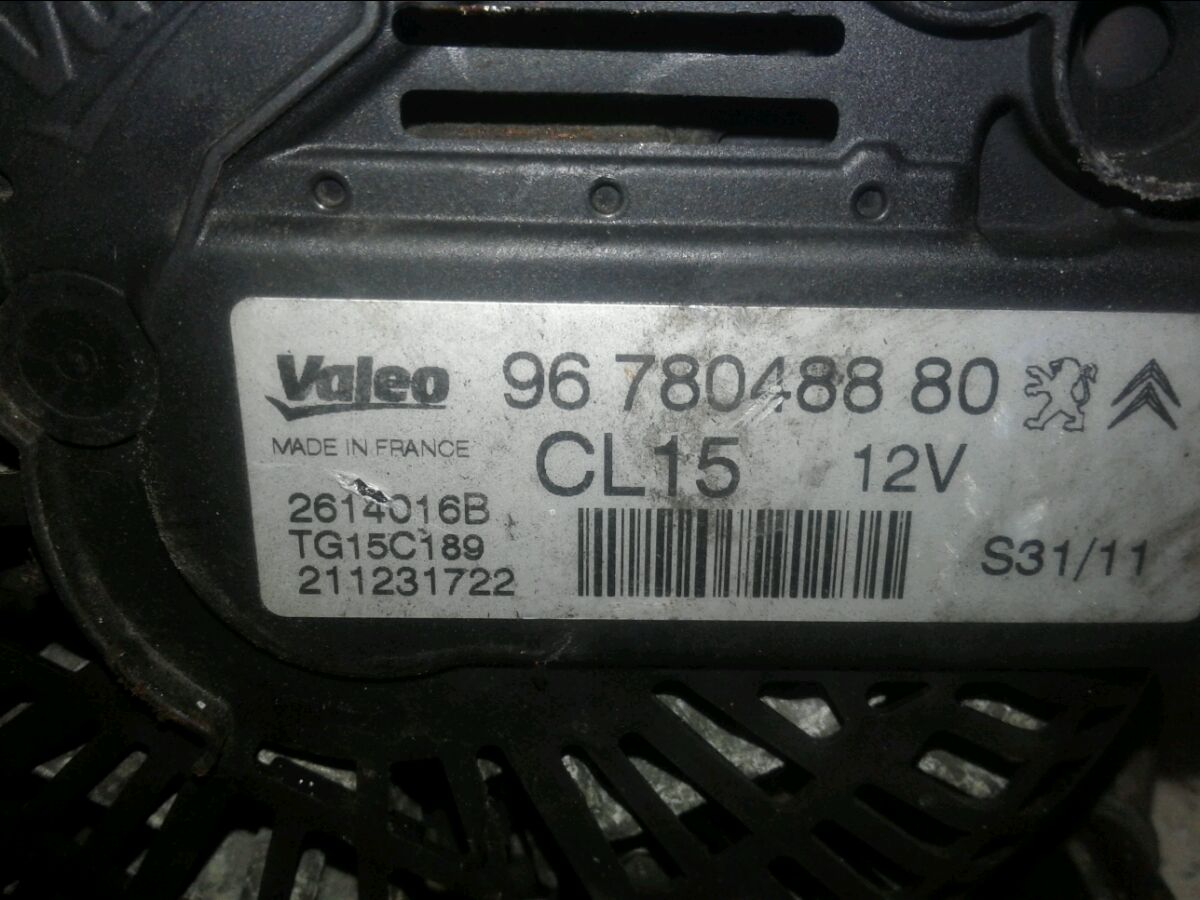 Valeo 96 780488 80
MADE IN FRANCE CL15 12V
2614016B
TG15C189 S31/11
211231722